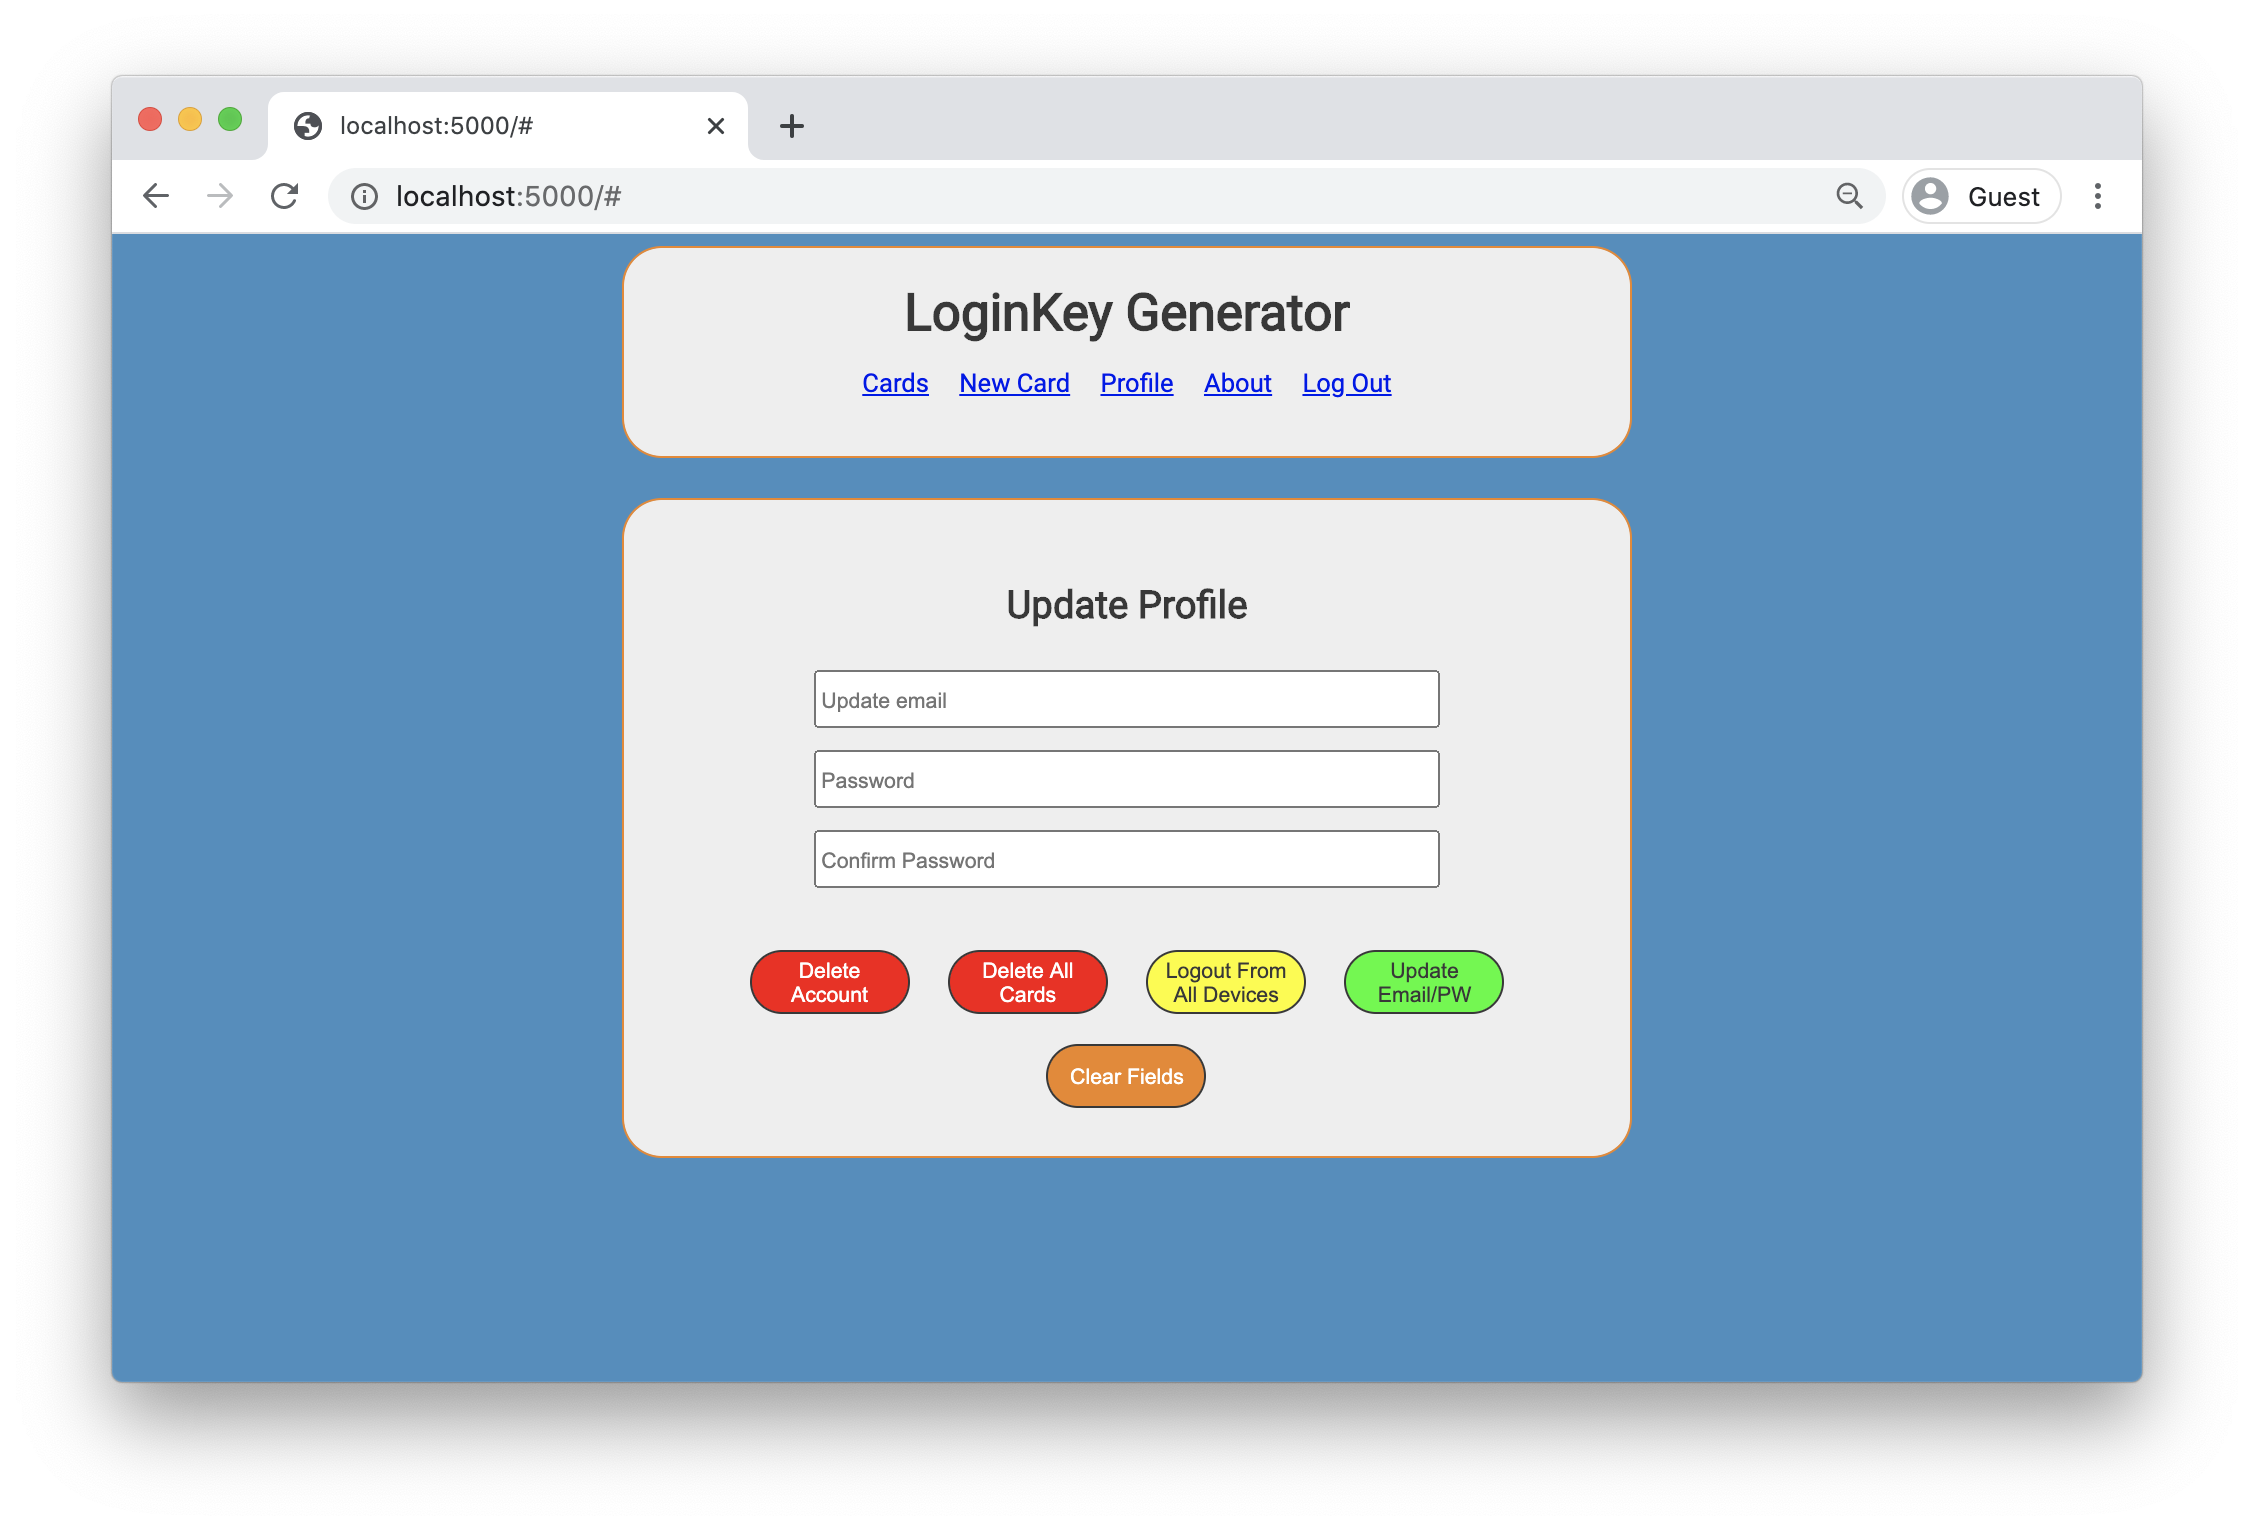 localhost:5000/#
localhost:5000/#
Guest
LoginKey Generator
Cards New Card Profile About Log Out
Update Profile
Update email
Password
Confirm Password
Delete Account
Delete All Cards
Logout From All Devices
Update Email/PW
Clear Fields